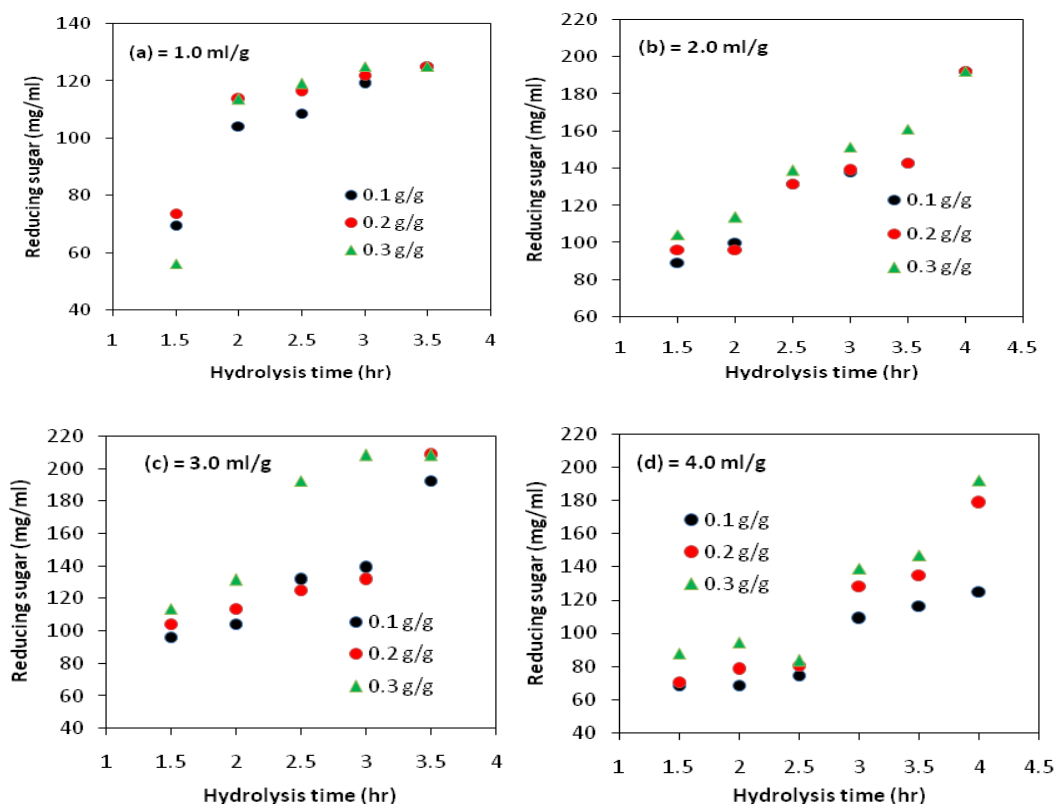 (a) = 1.0 ml/g
Reducing sugar (mg/ml)
140
120
100
80
60
40
0.1 g/g
0.2 g/g
0.3 g/g
1 1.5 2 2.5 3 3.5 4
Hydrolysis time (hr)
(b) = 2.0 ml/g
Reducing sugar (mg/ml)
220
200
180
160
140
120
100
80
60
0.1 g/g
0.2 g/g
0.3 g/g
1 1.5 2 2.5 3 3.5 4 4.5
Hydrolysis time (hr)
(c) = 3.0 ml/g
Reducing sugar (mg/ml)
220
200
180
160
140
120
100
80
60
40
0.1 g/g
0.2 g/g
0.3 g/g
1 1.5 2 2.5 3 3.5 4
Hydrolysis time (hr)
(d) = 4.0 ml/g
Reducing sugar (mg/ml)
220
200
180
160
140
120
100
80
60
40
0.1 g/g
0.2 g/g
0.3 g/g
1 1.5 2 2.5 3 3.5 4 4.5
Hydrolysis time (hr)